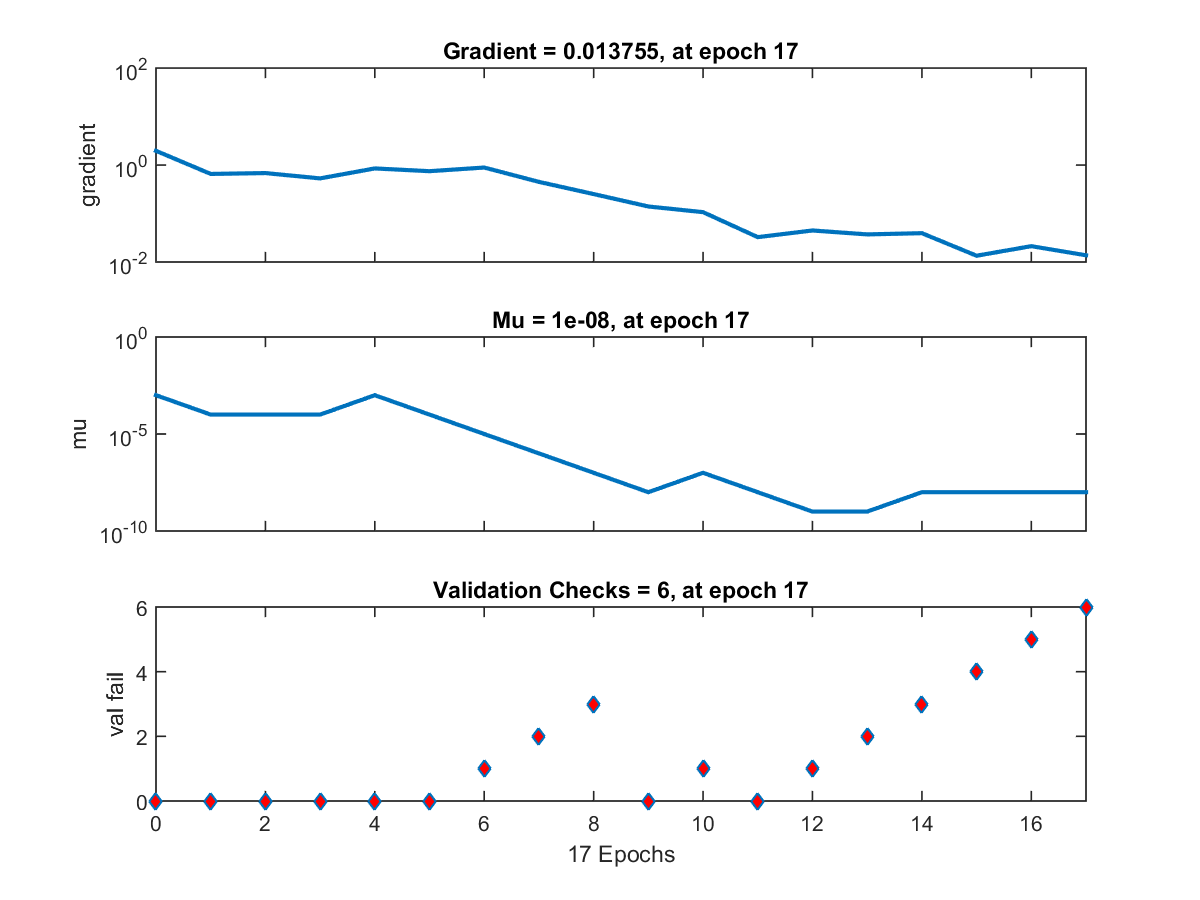 Gradient = 0.013755, at epoch 17
10^2
10^0
10^-2
gradient
Mu = 1e-08, at epoch 17
10^0
10^-5
10^-10
mu
Validation Checks = 6, at epoch 17
6
4
2
0
val fail
0 2 4 6 8 10 12 14 16
17 Epochs